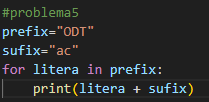 #problema5
prefix="ODT"
sufix="ac"
for litera in prefix:
    print(litera + sufix)